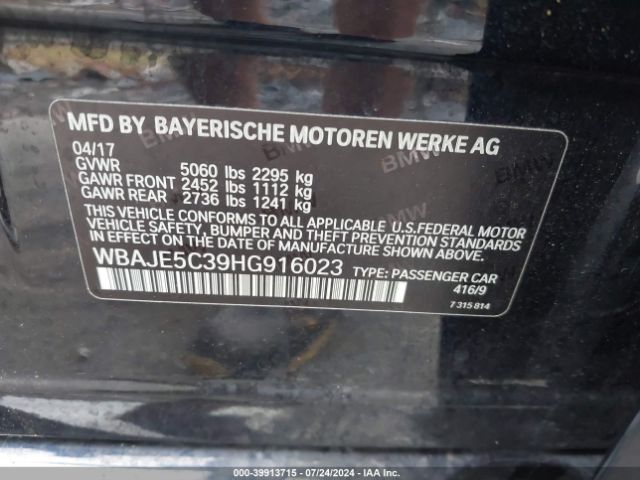 MFD BY BAYERISCHE MOTOREN WERKE AG
04/17
GVWR 5060 lbs 2295 kg
GAWR FRONT 2452 lbs 1112 kg
GAWR REAR 2736 lbs 1241 kg
THIS VEHICLE CONFORMS TO ALL APPLICABLE U.S.FEDERAL MOTOR
VEHICLE SAFETY, BUMPER AND THEFT PREVENTION STANDARDS
IN EFFECT ON THE DATE OF MANUFACTURE SHOWN ABOVE.
WBAJE5C39HG916023 TYPE: PASSENGER CAR
416/9
7 315 814
000-39913715 - 07/24/2024 - IAA Inc.